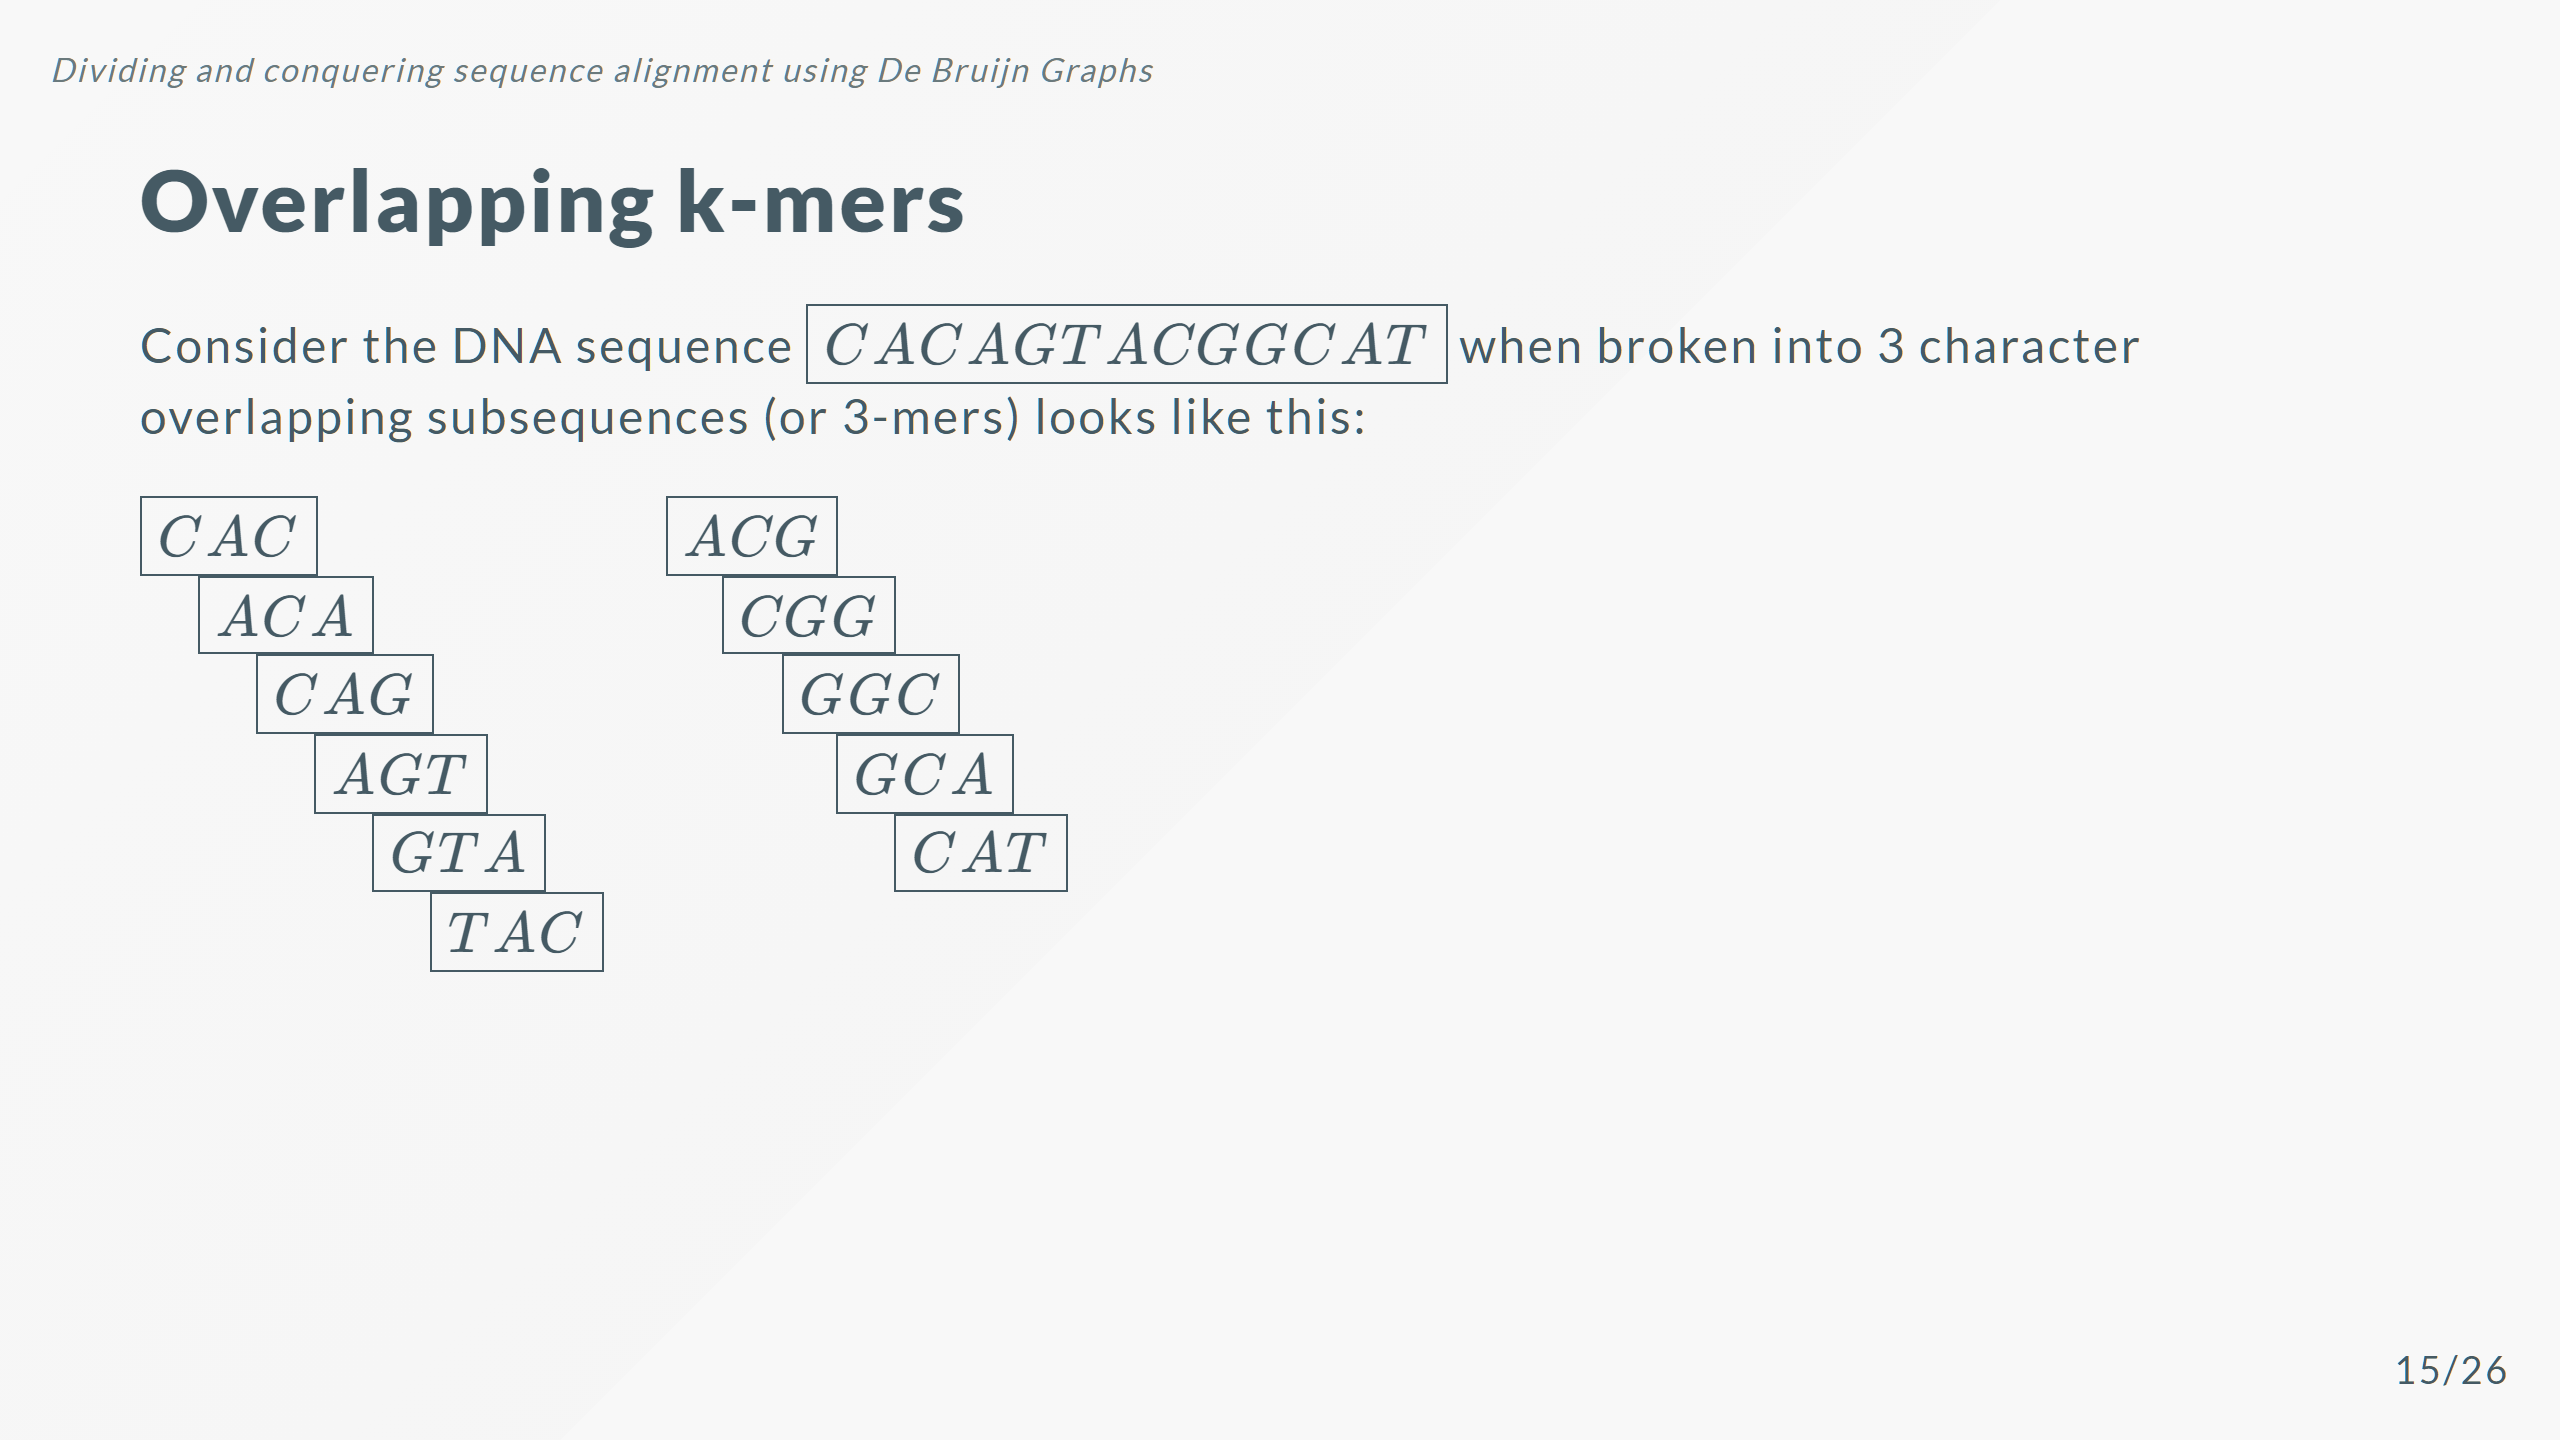 Dividing and conquering sequence alignment using De Bruijn Graphs
Overlapping k-mers
Consider the DNA sequence CACAGTACGGCAT when broken into 3 character
overlapping subsequences (or 3-mers) looks like this:
CAC
ACA
CAG
AGT
GTA
TAC
ACG
CGG
GGC
GCA
CAT
15/26